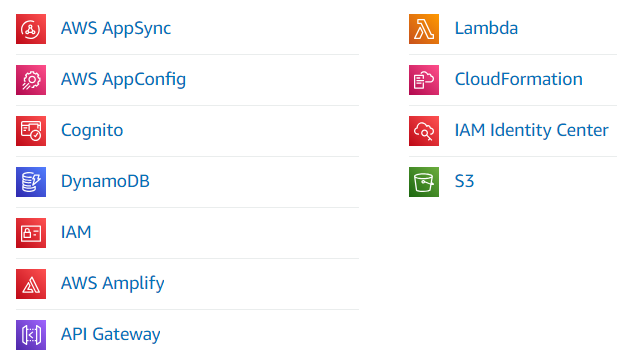 AWS AppSync
AWS AppConfig
Cognito
DynamoDB
IAM
AWS Amplify
API Gateway
Lambda
CloudFormation
IAM Identity Center
S3